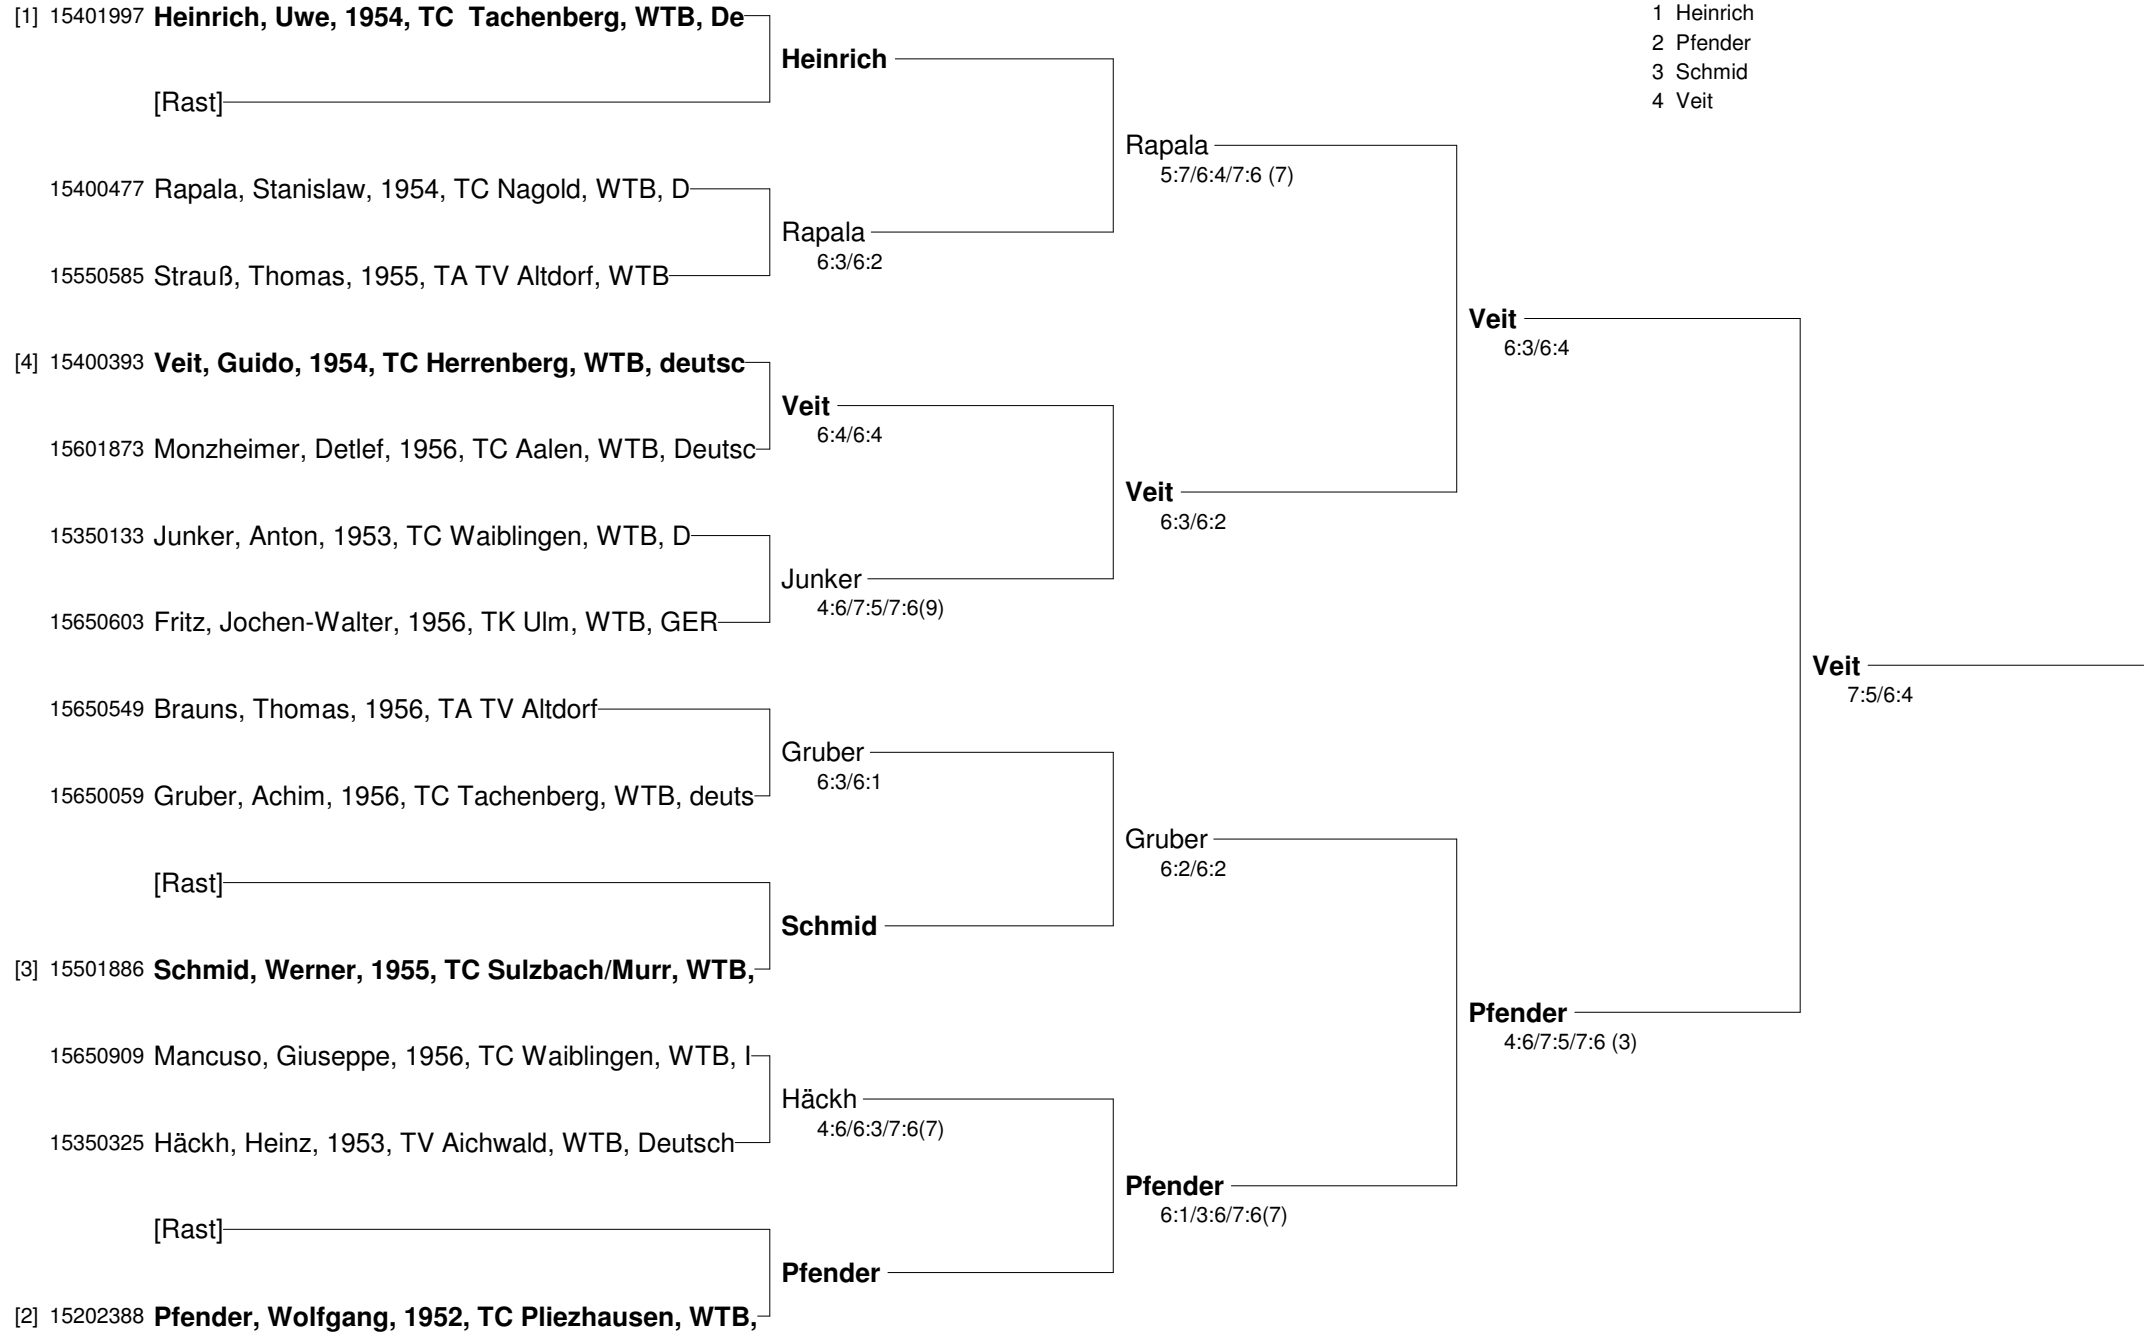 [1] 15401997 Heinrich, Uwe, 1954, TC  Tachenberg, WTB, De
[Rast]
15400477 Rapala, Stanislaw, 1954, TC Nagold, WTB, D
15550585 Strauß, Thomas, 1955, TA TV Altdorf, WTB
[4] 15400393 Veit, Guido, 1954, TC Herrenberg, WTB, deutsc
15601873 Monzheimer, Detlef, 1956, TC Aalen, WTB, Deutsc
15350133 Junker, Anton, 1953, TC Waiblingen, WTB, D
15650603 Fritz, Jochen-Walter, 1956, TK Ulm, WTB, GER
15650549 Brauns, Thomas, 1956, TA TV Altdorf
15650059 Gruber, Achim, 1956, TC Tachenberg, WTB, deuts
[Rast]
[3] 15501886 Schmid, Werner, 1955, TC Sulzbach/Murr, WTB,
15650909 Mancuso, Giuseppe, 1956, TC Waiblingen, WTB, I
15350325 Häckh, Heinz, 1953, TV Aichwald, WTB, Deutsch
[Rast]
[2] 15202388 Pfender, Wolfgang, 1952, TC Pliezhausen, WTB,
Heinrich
Rapala
6:3/6:2
Veit
6:4/6:4
Junker
4:6/7:5/7:6(9)
Gruber
6:3/6:1
Schmid
Häckh
4:6/6:3/7:6(7)
Pfender
Rapala
5:7/6:4/7:6 (7)
Veit
6:3/6:2
Gruber
6:2/6:2
Pfender
6:1/3:6/7:6(7)
Veit
6:3/6:4
Pfender
4:6/7:5/7:6 (3)
Veit
7:5/6:4
1 Heinrich
2 Pfender
3 Schmid
4 Veit